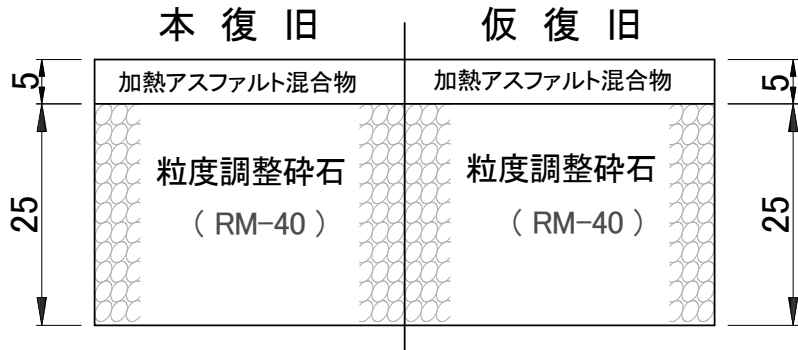 本復旧
仮復旧
5
加熱アスファルト混合物
加熱アスファルト混合物
5
25
粒度調整砕石
粒度調整砕石
25
( RM-40 )
( RM-40 )